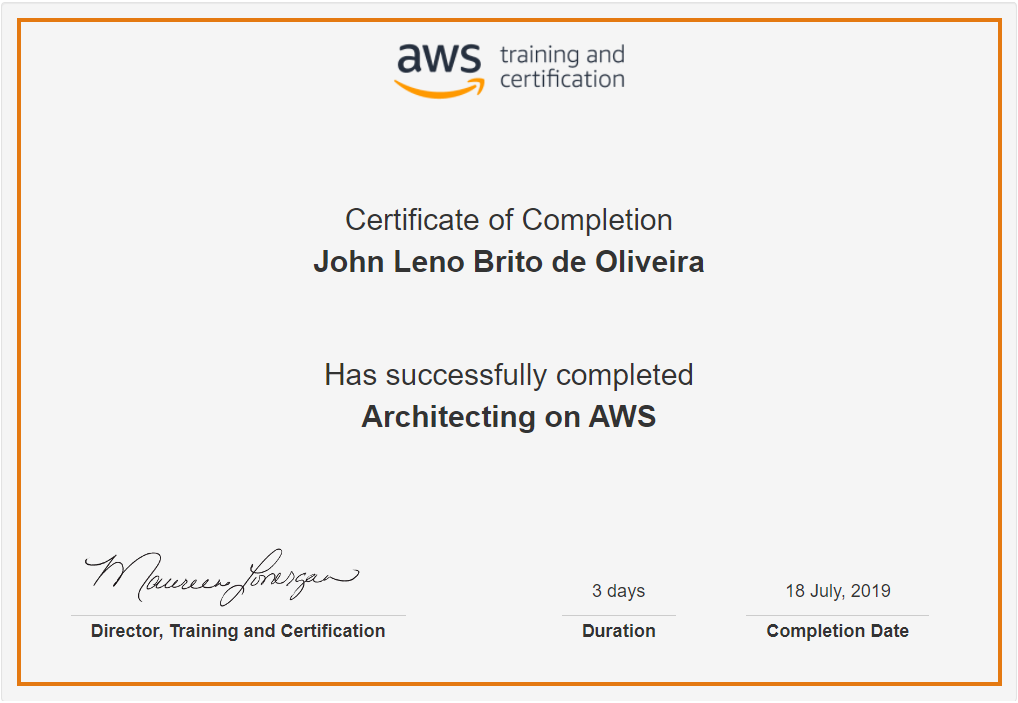 aws training and
certification
Certificate of Completion
John Leno Brito de Oliveira
Has successfully completed
Architecting on AWS
Maureen Lonergan
3 days
18 July, 2019
Director, Training and Certification
Duration
Completion Date